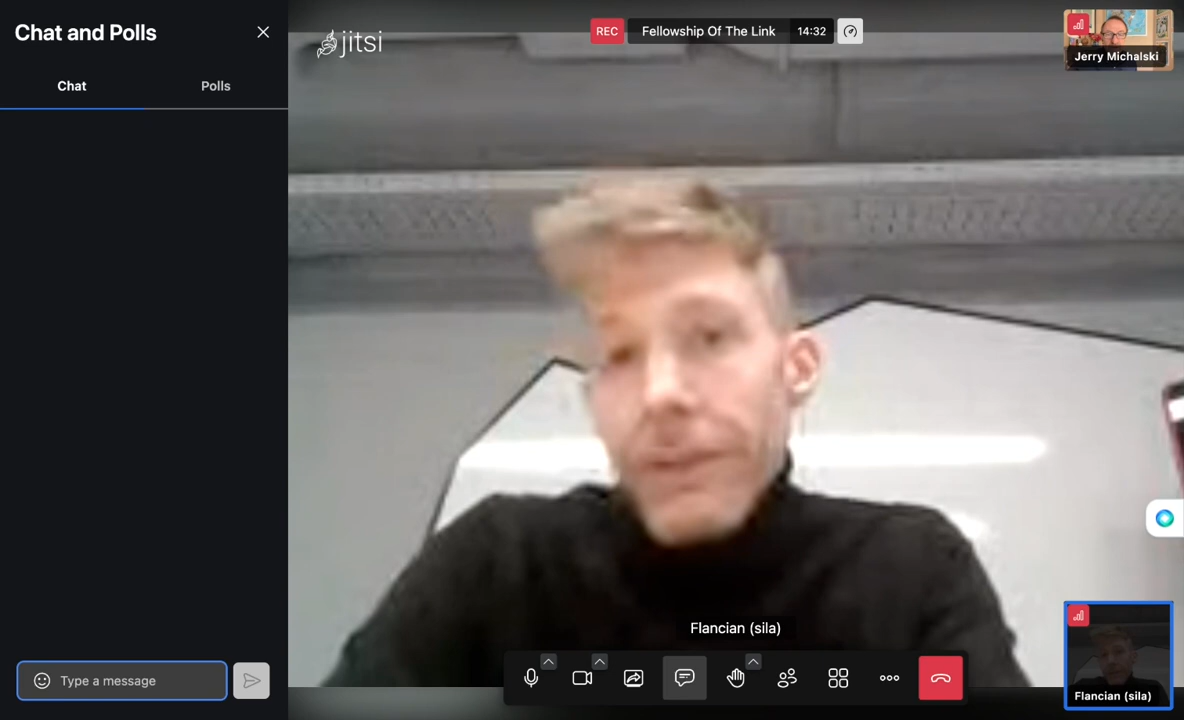 Chat and Polls
Chat
Polls
Type a message
jitsi
REC
Fellowship Of The Link
14:32
Jerry Michalski
Flancian (sila)
Flancian (sila)